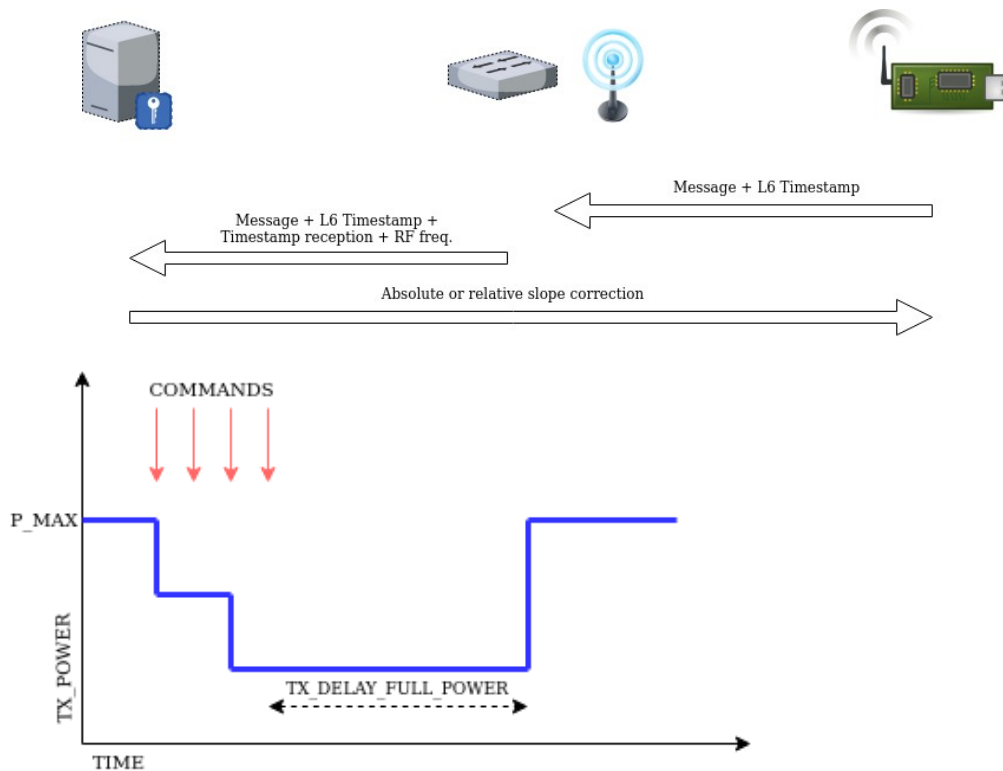 Message + L6 Timestamp
Message + L6 Timestamp +
Timestamp reception + RF freq.
Absolute or relative slope correction
COMMANDS
P_MAX
TX_POWER
TX_DELAY_FULL_POWER
TIME